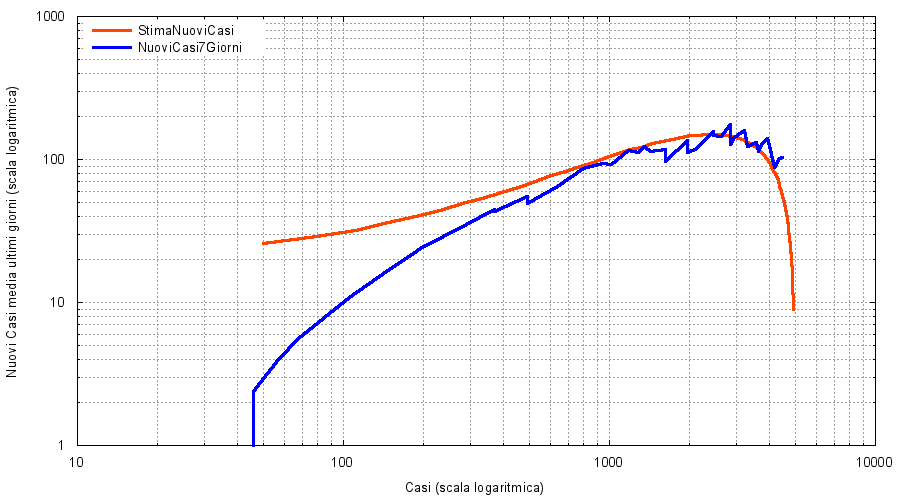 1000
StimaNuoviCasi
NuoviCasi7Giorni
100
10
1
Nuovi Casi media ultimi giorni (scala logaritmica)
10
100
1000
10000
Casi (scala logaritmica)